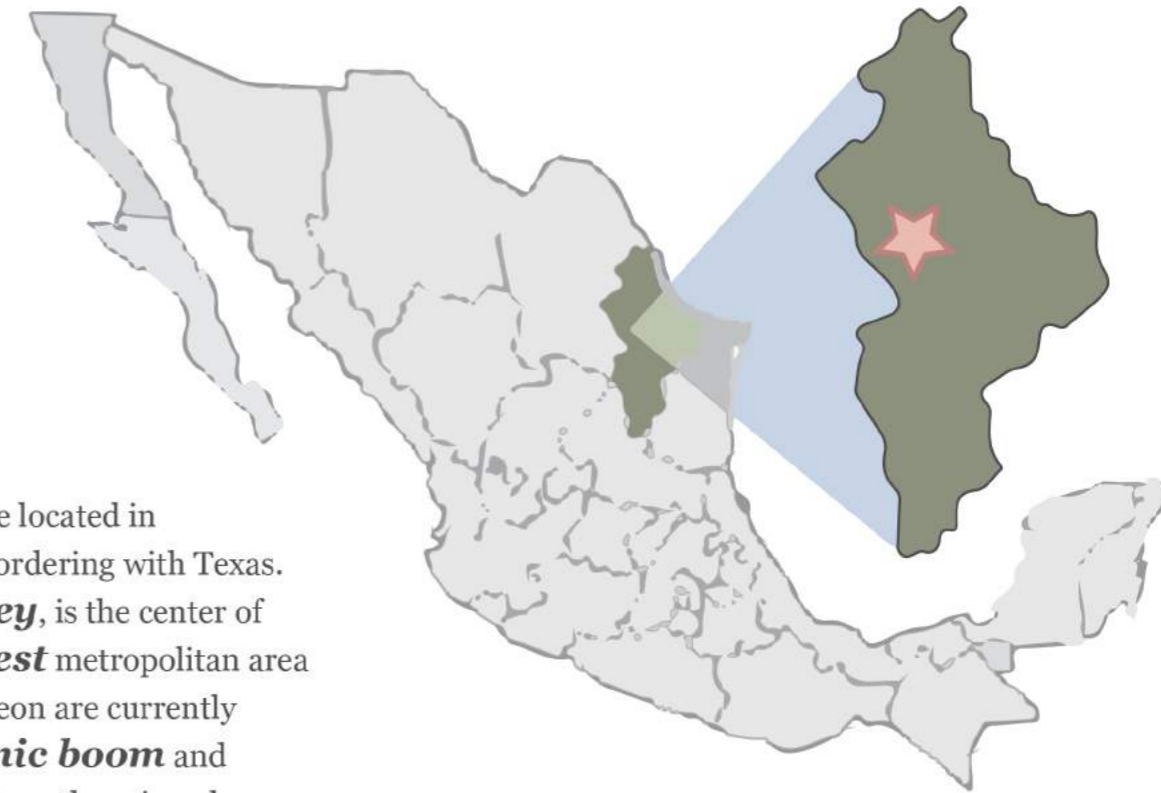 e located in
ordering with Texas.
ey, is the center of
est metropolitan area
eon are currently
nic boom and